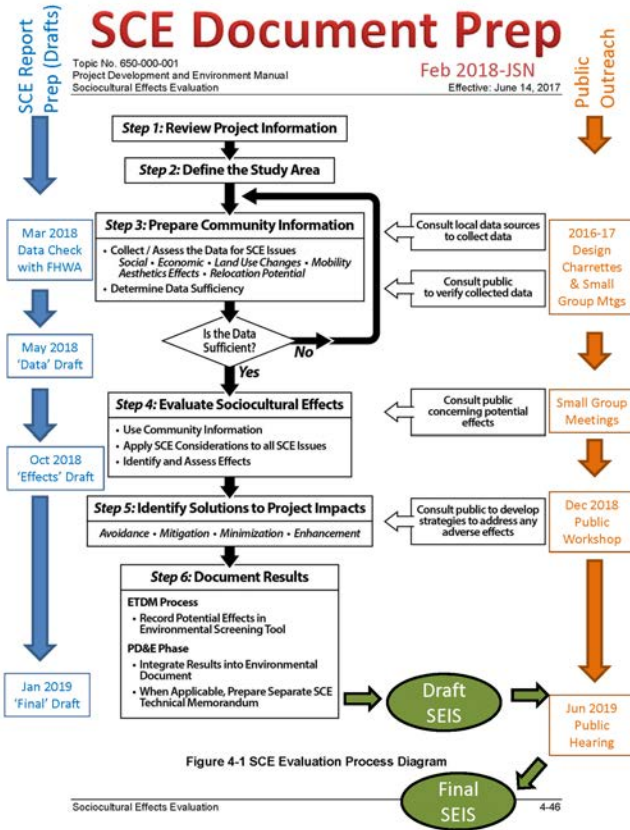 SCE Document Prep
Feb 2018-JSN
Topic No. 650-000-001
Project Development and Environment Manual
Sociocultural Effects Evaluation
Effective: June 14, 2017
SCE Report
Prep (Drafts)
Mar 2018
Data Check
with FHWA
May 2018
'Data' Draft
Oct 2018
'Effects' Draft
Jan 2019
'Final' Draft
Step 1: Review Project Information
Step 2: Define the Study Area
Step 3: Prepare Community Information
• Collect / Assess the Data for SCE Issues
Social • Economic • Land Use Changes • Mobility
Aesthetics Effects • Relocation Potential
• Determine Data Sufficiency
Is the Data
Sufficient?
No
Yes
Step 4: Evaluate Sociocultural Effects
• Use Community Information
• Apply SCE Considerations to all SCE Issues
• Identify and Assess Effects
Step 5: Identify Solutions to Project Impacts
Avoidance • Mitigation • Minimization • Enhancement
Step 6: Document Results
ETDM Process
• Record Potential Effects in
Environmental Screening Tool
PD&E Phase
• Integrate Results into Environmental
Document
• When Applicable, Prepare Separate SCE
Technical Memorandum
Consult local data sources
to collect data
Consult public
to verify collected data
Consult public
concerning potential
effects
Consult public to develop
strategies to address any
adverse effects
Public
Outreach
2016-17
Design
Charrettes
& Small
Group Mtgs
Small Group
Meetings
Dec 2018
Public
Workshop
Draft
SEIS
Jun 2019
Public
Hearing
Figure 4-1 SCE Evaluation Process Diagram
Final
SEIS
Sociocultural Effects Evaluation
4-46